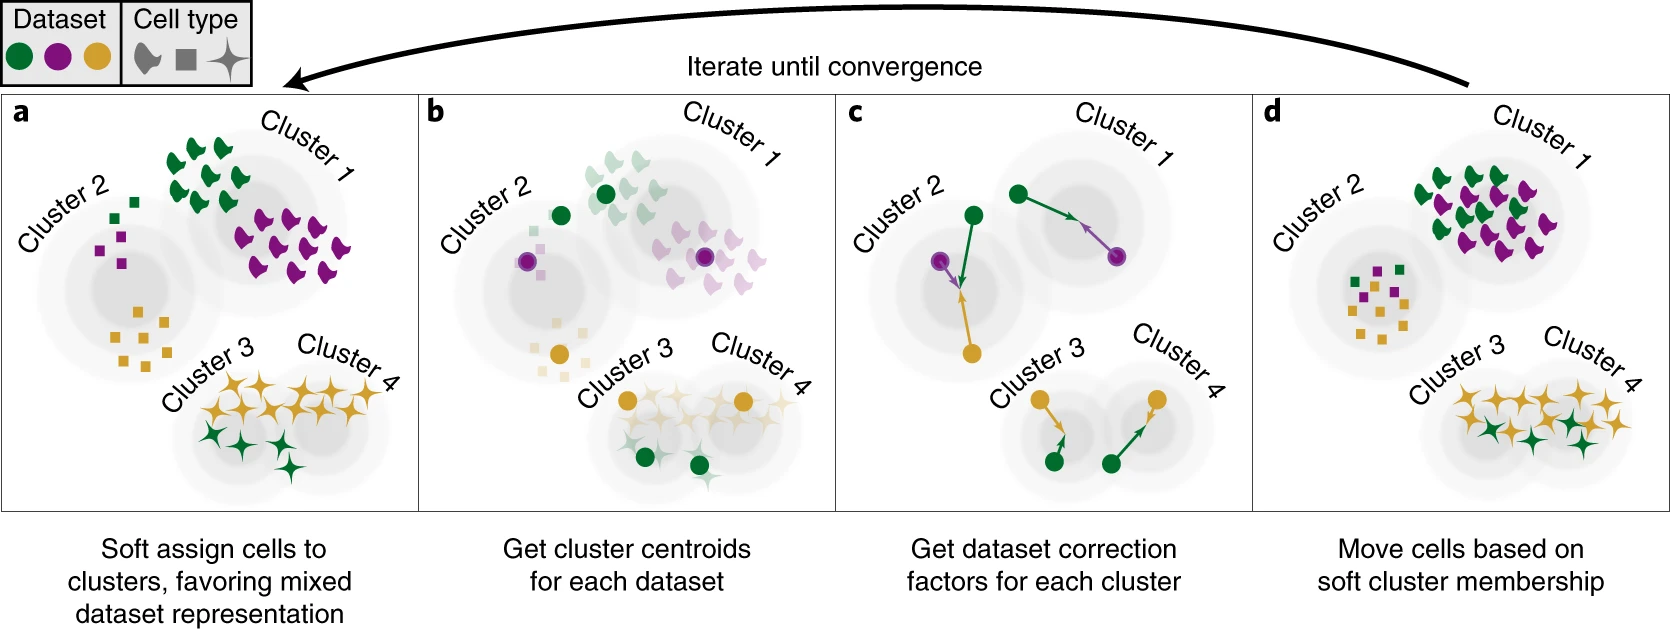 Dataset
Cell type
Iterate until convergence
a
Cluster 1
Cluster 2
Cluster 3
Cluster 4
b
Cluster 1
Cluster 2
Cluster 3
Cluster 4
c
Cluster 1
Cluster 2
Cluster 3
Cluster 4
d
Cluster 1
Cluster 2
Cluster 3
Cluster 4
Soft assign cells to
clusters, favoring mixed
dataset representation
Get cluster centroids
for each dataset
Get dataset correction
factors for each cluster
Move cells based on
soft cluster membership